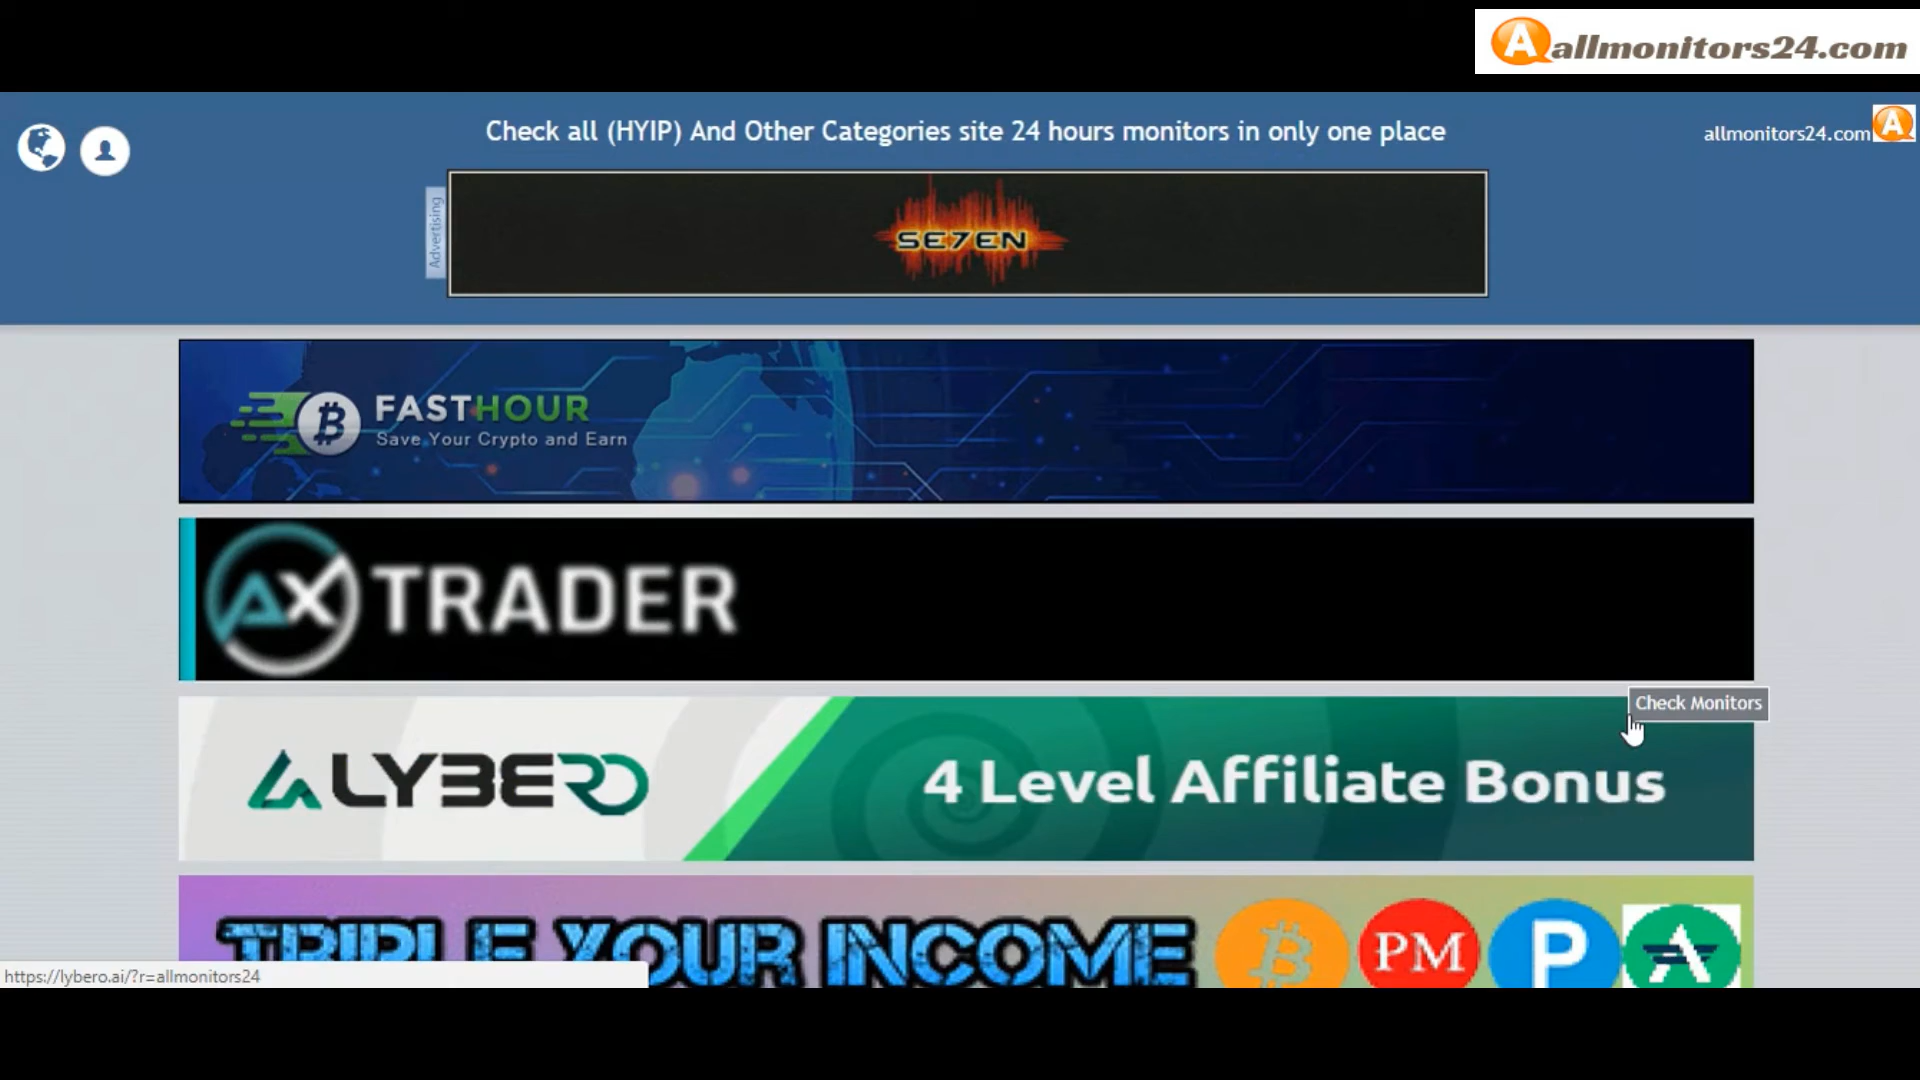 Aallmonitors24.com
Check all (HYIP) And Other Categories site 24 hours monitors in only one place
allmonitors24.com A
Advertising
SE7EN
FASTHOUR
Save Your Crypto and Earn
AX TRADER
Check Monitors
LYBERO
4 Level Affiliate Bonus
TRIPLE YOUR INCOME
PM
P
https://lybero.ai/?r=allmonitors24